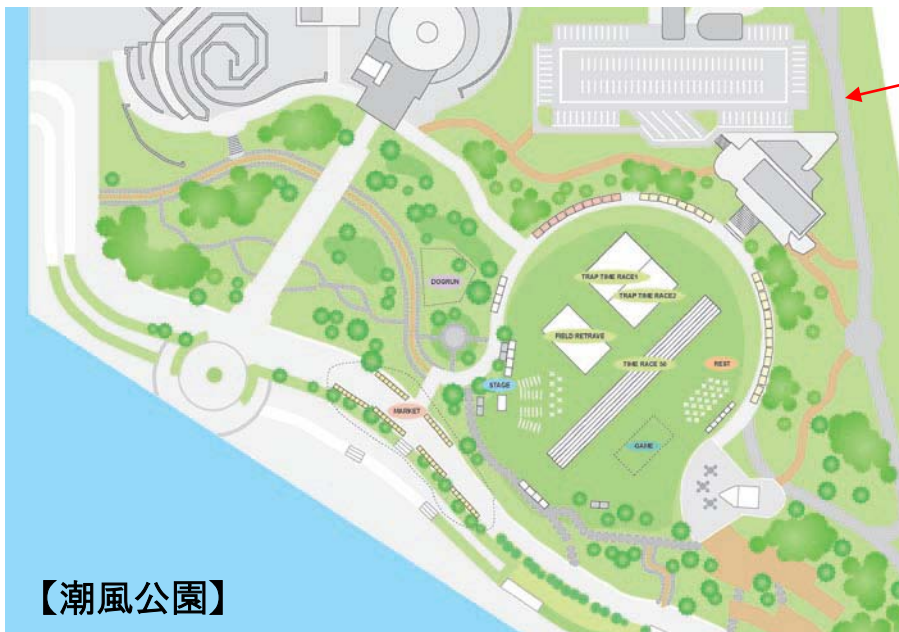 TRAP TIME RACE1
DOGRUN
TRAP TIME RACE2
FIELD RETRAVE
TIME RACE 50
REST
STAGE
MARKET
GAME
【潮風公園】